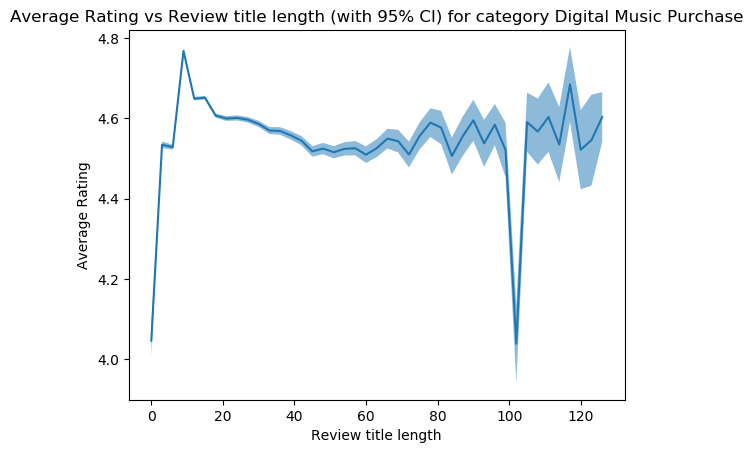 Average Rating vs Review title length (with 95% CI) for category Digital Music Purchase
4.8
4.6
4.4
4.2
4.0
Average Rating
0 20 40 60 80 100 120
Review title length